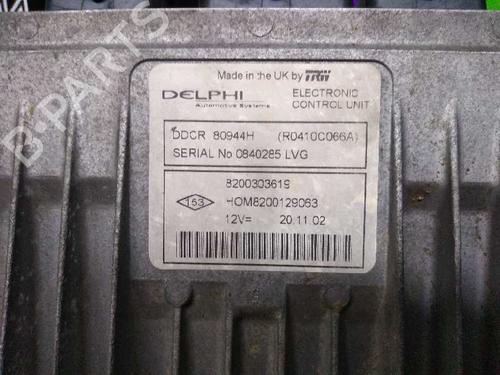 Made in the UK by TRW
DELPHI
Automotive Systems
ELECTRONIC
CONTROL UNIT
DDCR 80944H (R0410C066A)
SERIAL No 0840285 LVG
8200303619
153
HOM8200129063
12V= 20.11.02
B-PARTS